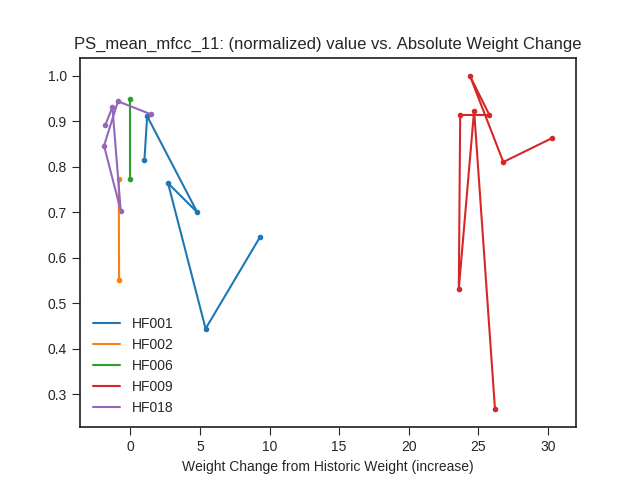 PS_mean_mfcc_11: (normalized) value vs. Absolute Weight Change
1.0
0.9
0.8
0.7
0.6
0.5
0.4
0.3
HF001
HF002
HF006
HF009
HF018
0 5 10 15 20 25 30
Weight Change from Historic Weight (increase)